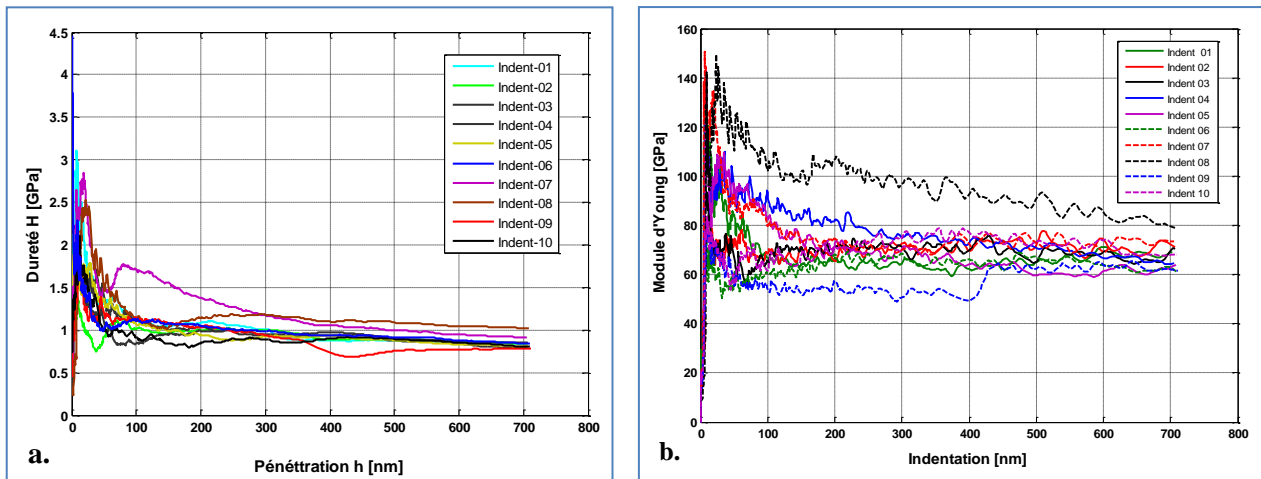 4.5
4
3.5
3
2.5
2
1.5
1
0.5
0
Dureté H [GPa]
Indent-01
Indent-02
Indent-03
Indent-04
Indent-05
Indent-06
Indent-07
Indent-08
Indent-09
Indent-10
0 100 200 300 400 500 600 700 800
Pénéttration h [nm]
a.
160
140
120
100
80
60
40
20
0
Module d'Young [GPa]
Indent 01
Indent 02
Indent 03
Indent 04
Indent 05
Indent 06
Indent 07
Indent 08
Indent 09
Indent 10
0 100 200 300 400 500 600 700 800
Indentation [nm]
b.